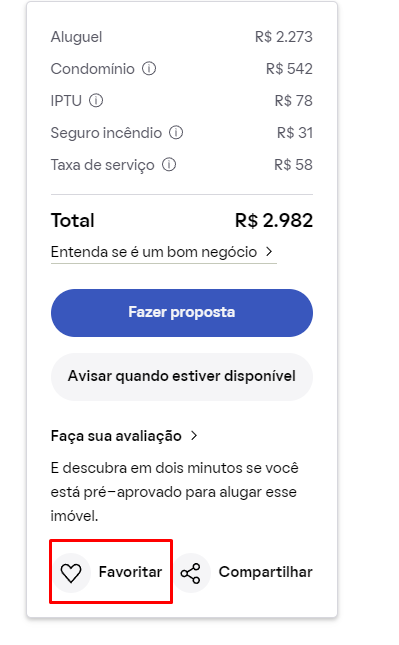 Aluguel R$ 2.273
Condomínio R$ 542
IPTU R$ 78
Seguro incêndio R$ 31
Taxa de serviço R$ 58
Total R$ 2.982
Entenda se é um bom negócio
Fazer proposta
Avisar quando estiver disponível
Faça sua avaliação
E descubra em dois minutos se você
está pré-aprovado para alugar esse
imóvel.
Favoritar Compartilhar